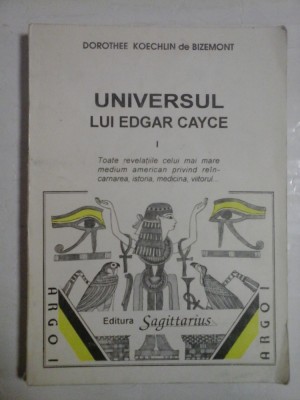 DOROTHEE KOECHLIN de BIZEMONT
UNIVERSUL
LUI EDGAR CAYCE
I
Toate revelațiile celui mai mare
medium american privind reîn-
carnarea, istoria, medicina, viitorul...
ARGO I
ARGO I
Editura Sagittarius